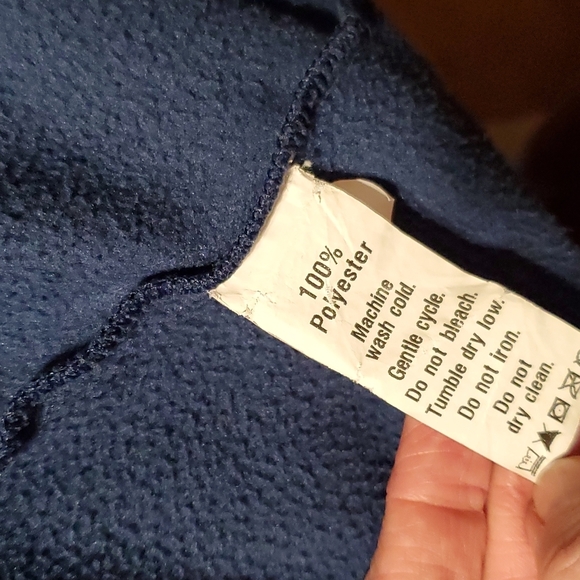 100%
Polyester
Machine
wash cold.
Gentle cycle.
Do not bleach.
Tumble dry low.
Do not iron.
Do not
dry clean.